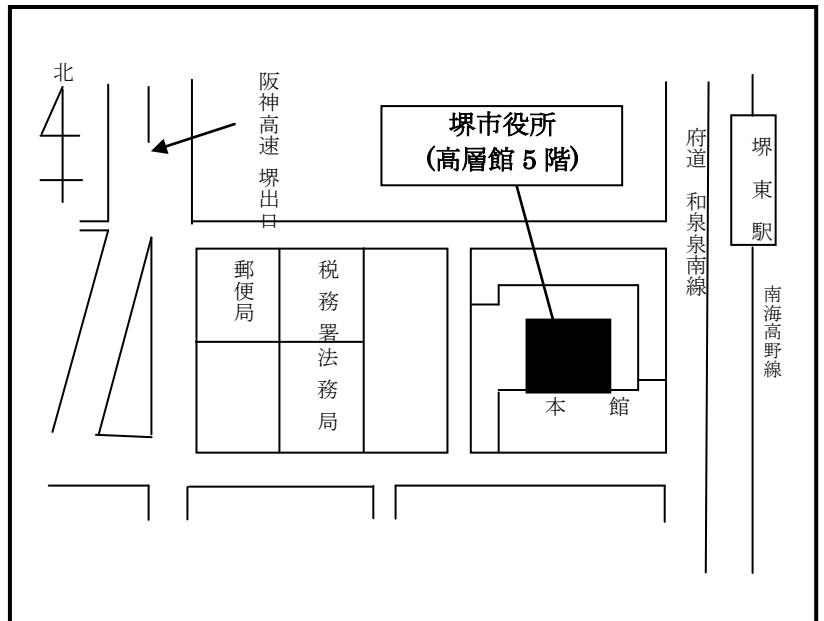 北
阪神高速 堺出口
堺市役所
(高層館 5 階)
府道 和泉泉南線
堺東駅
南海高野線
郵便局
税務署
法務局
本 館